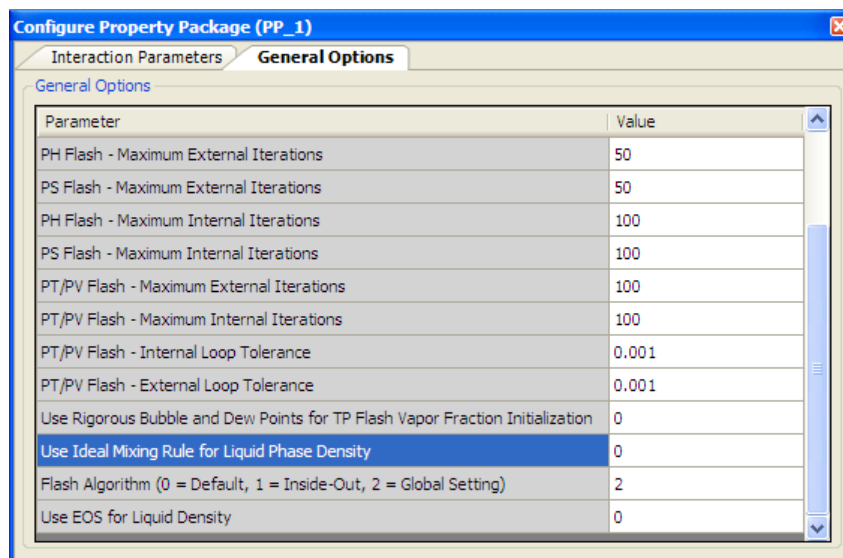 Configure Property Package (PP_1)
Interaction Parameters General Options
General Options
Parameter Value
PH Flash - Maximum External Iterations 50
PS Flash - Maximum External Iterations 50
PH Flash - Maximum Internal Iterations 100
PS Flash - Maximum Internal Iterations 100
PT/PV Flash - Maximum External Iterations 100
PT/PV Flash - Maximum Internal Iterations 100
PT/PV Flash - Internal Loop Tolerance 0.001
PT/PV Flash - External Loop Tolerance 0.001
Use Rigorous Bubble and Dew Points for TP Flash Vapor Fraction Initialization 0
Use Ideal Mixing Rule for Liquid Phase Density 0
Flash Algorithm (0 = Default, 1 = Inside-Out, 2 = Global Setting) 2
Use EOS for Liquid Density 0